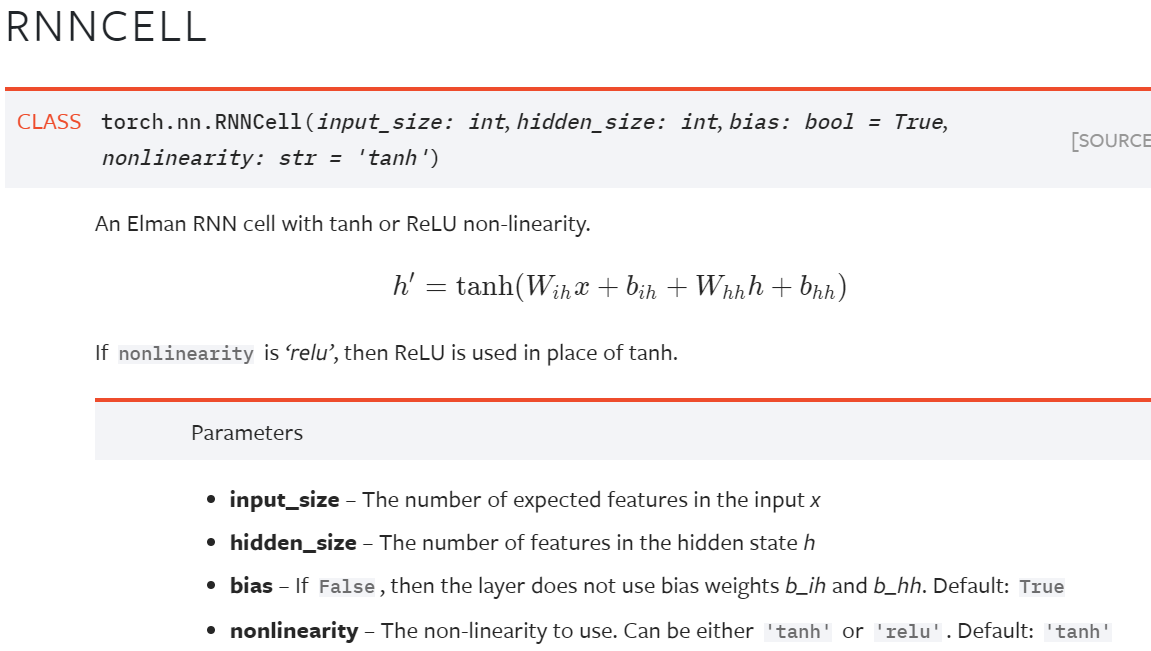 RNNCELL
CLASS torch.nn.RNNCell(input_size: int, hidden_size: int, bias: bool = True,
nonlinearity: str = 'tanh')
[SOURCE
An Elman RNN cell with tanh or ReLU non-linearity.
h′ = tanh(W_{ih}x + b_{ih} + W_{hh}h + b_{hh})
If nonlinearity is ‘relu’, then ReLU is used in place of tanh.
Parameters
• input_size – The number of expected features in the input x
• hidden_size – The number of features in the hidden state h
• bias – If False, then the layer does not use bias weights b_ih and b_hh. Default: True
• nonlinearity – The non-linearity to use. Can be either 'tanh' or 'relu'. Default: 'tanh'